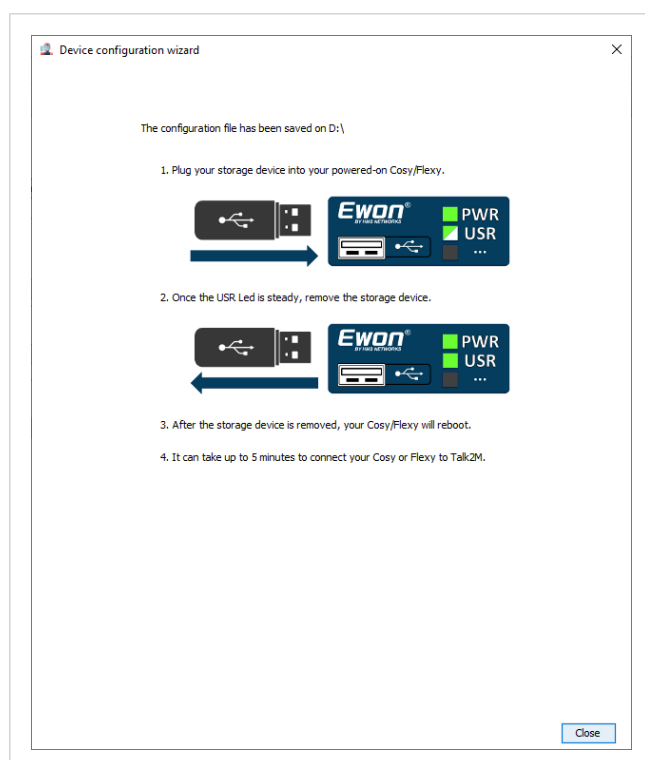 Device configuration wizard
The configuration file has been saved on D:\
1. Plug your storage device into your powered-on Cosy/Flexy.
Ewon®
BY HMS NETWORKS
PWR
USR
...
2. Once the USR Led is steady, remove the storage device.
Ewon®
BY HMS NETWORKS
PWR
USR
...
3. After the storage device is removed, your Cosy/Flexy will reboot.
4. It can take up to 5 minutes to connect your Cosy or Flexy to Talk2M.
Close